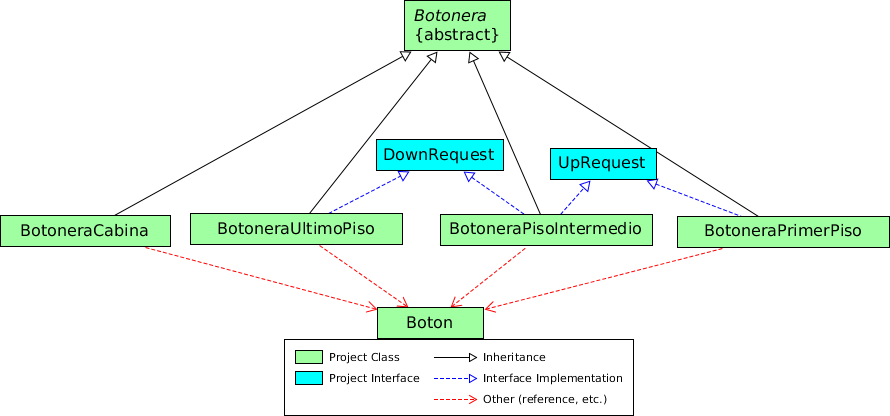 Botonera
{abstract}
DownRequest
UpRequest
BotoneraCabina
BotoneraUltimoPiso
BotoneraPisoIntermedio
BotoneraPrimerPiso
Boton
Project Class
Inheritance
Project Interface
Interface Implementation
Other (reference, etc.)